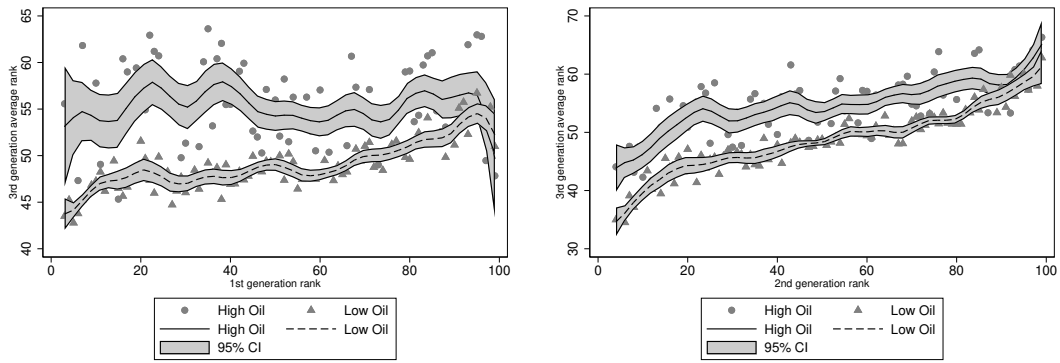 65
60
55
50
45
40
3rd generation average rank
0 20 40 60 80 100
1st generation rank
High Oil Low Oil
High Oil Low Oil
95% CI
70
60
50
40
30
3rd generation average rank
0 20 40 60 80 100
2nd generation rank
High Oil Low Oil
High Oil Low Oil
95% CI